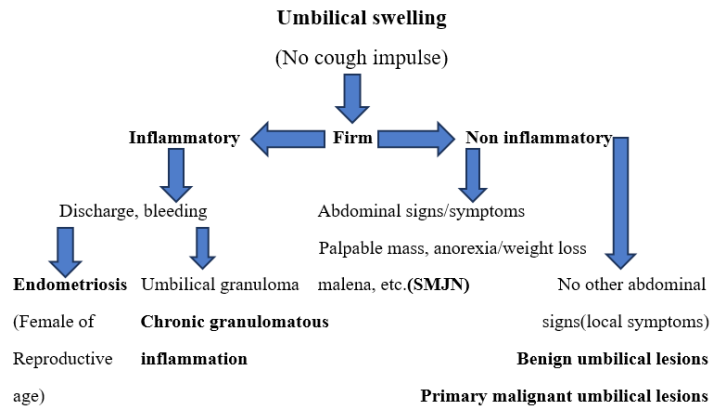 Umbilical swelling
(No cough impulse)
Inflammatory
Firm
Non inflammatory
Discharge, bleeding
Abdominal signs/symptoms
Palpable mass, anorexia/weight loss
malena, etc.(SMJN)
Endometriosis
(Female of
Reproductive
age)
Umbilical granuloma
Chronic granulomatous
inflammation
No other abdominal
signs(local symptoms)
Benign umbilical lesions
Primary malignant umbilical lesions